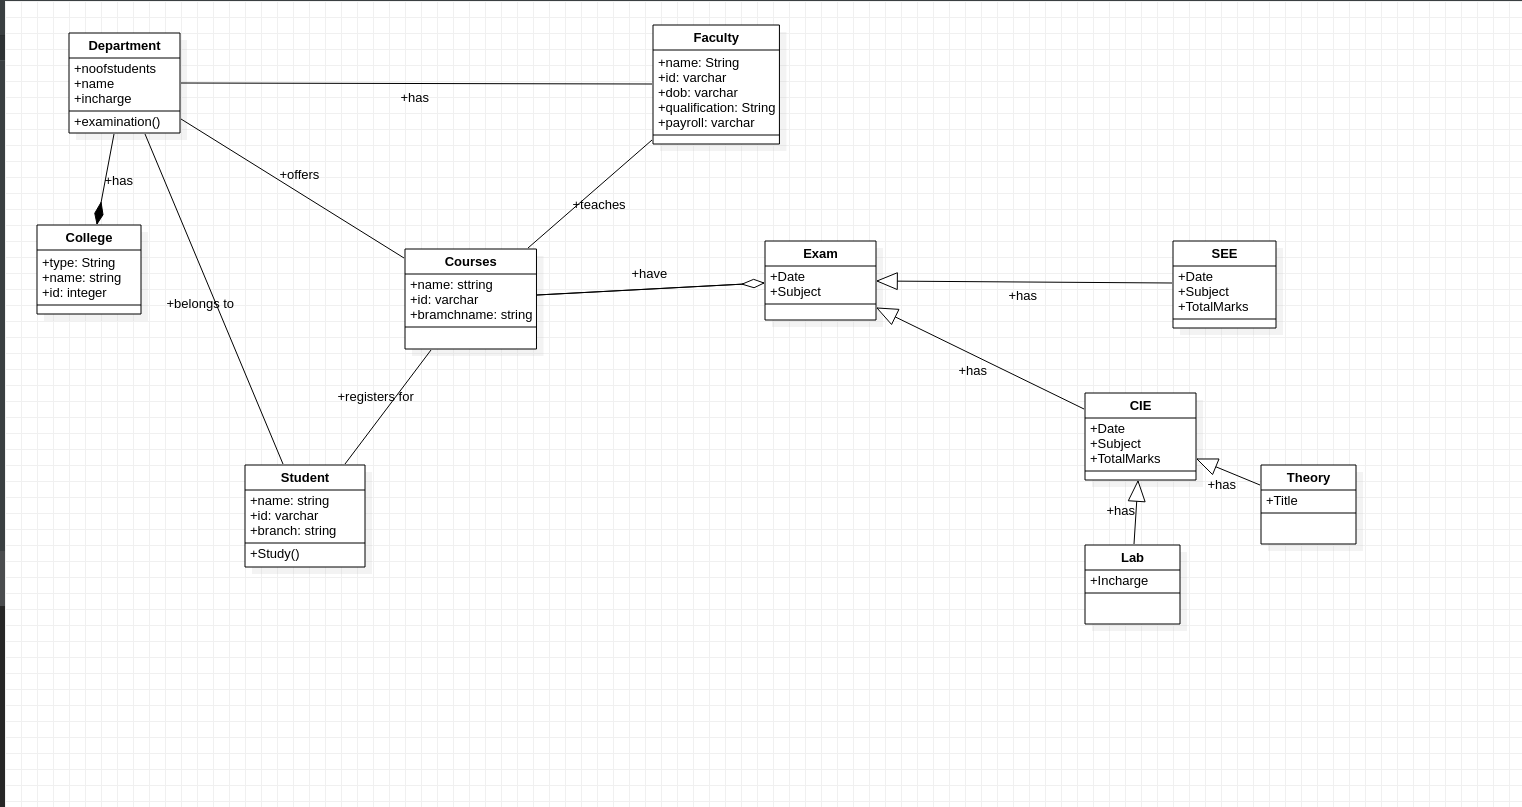 Department
+noofstudents
+name
+incharge
+examination()
Faculty
+name: String
+id: varchar
+dob: varchar
+qualification: String
+payroll: varchar
+has
+has
+offers
+teaches
College
+type: String
+name: string
+id: integer
+belongs to
Courses
+name: sttring
+id: varchar
+bramchname: string
+have
Exam
+Date
+Subject
+has
SEE
+Date
+Subject
+TotalMarks
+registers for
+has
CIE
+Date
+Subject
+TotalMarks
Student
+name: string
+id: varchar
+branch: string
+Study()
+has
Theory
+Title
+has
Lab
+Incharge